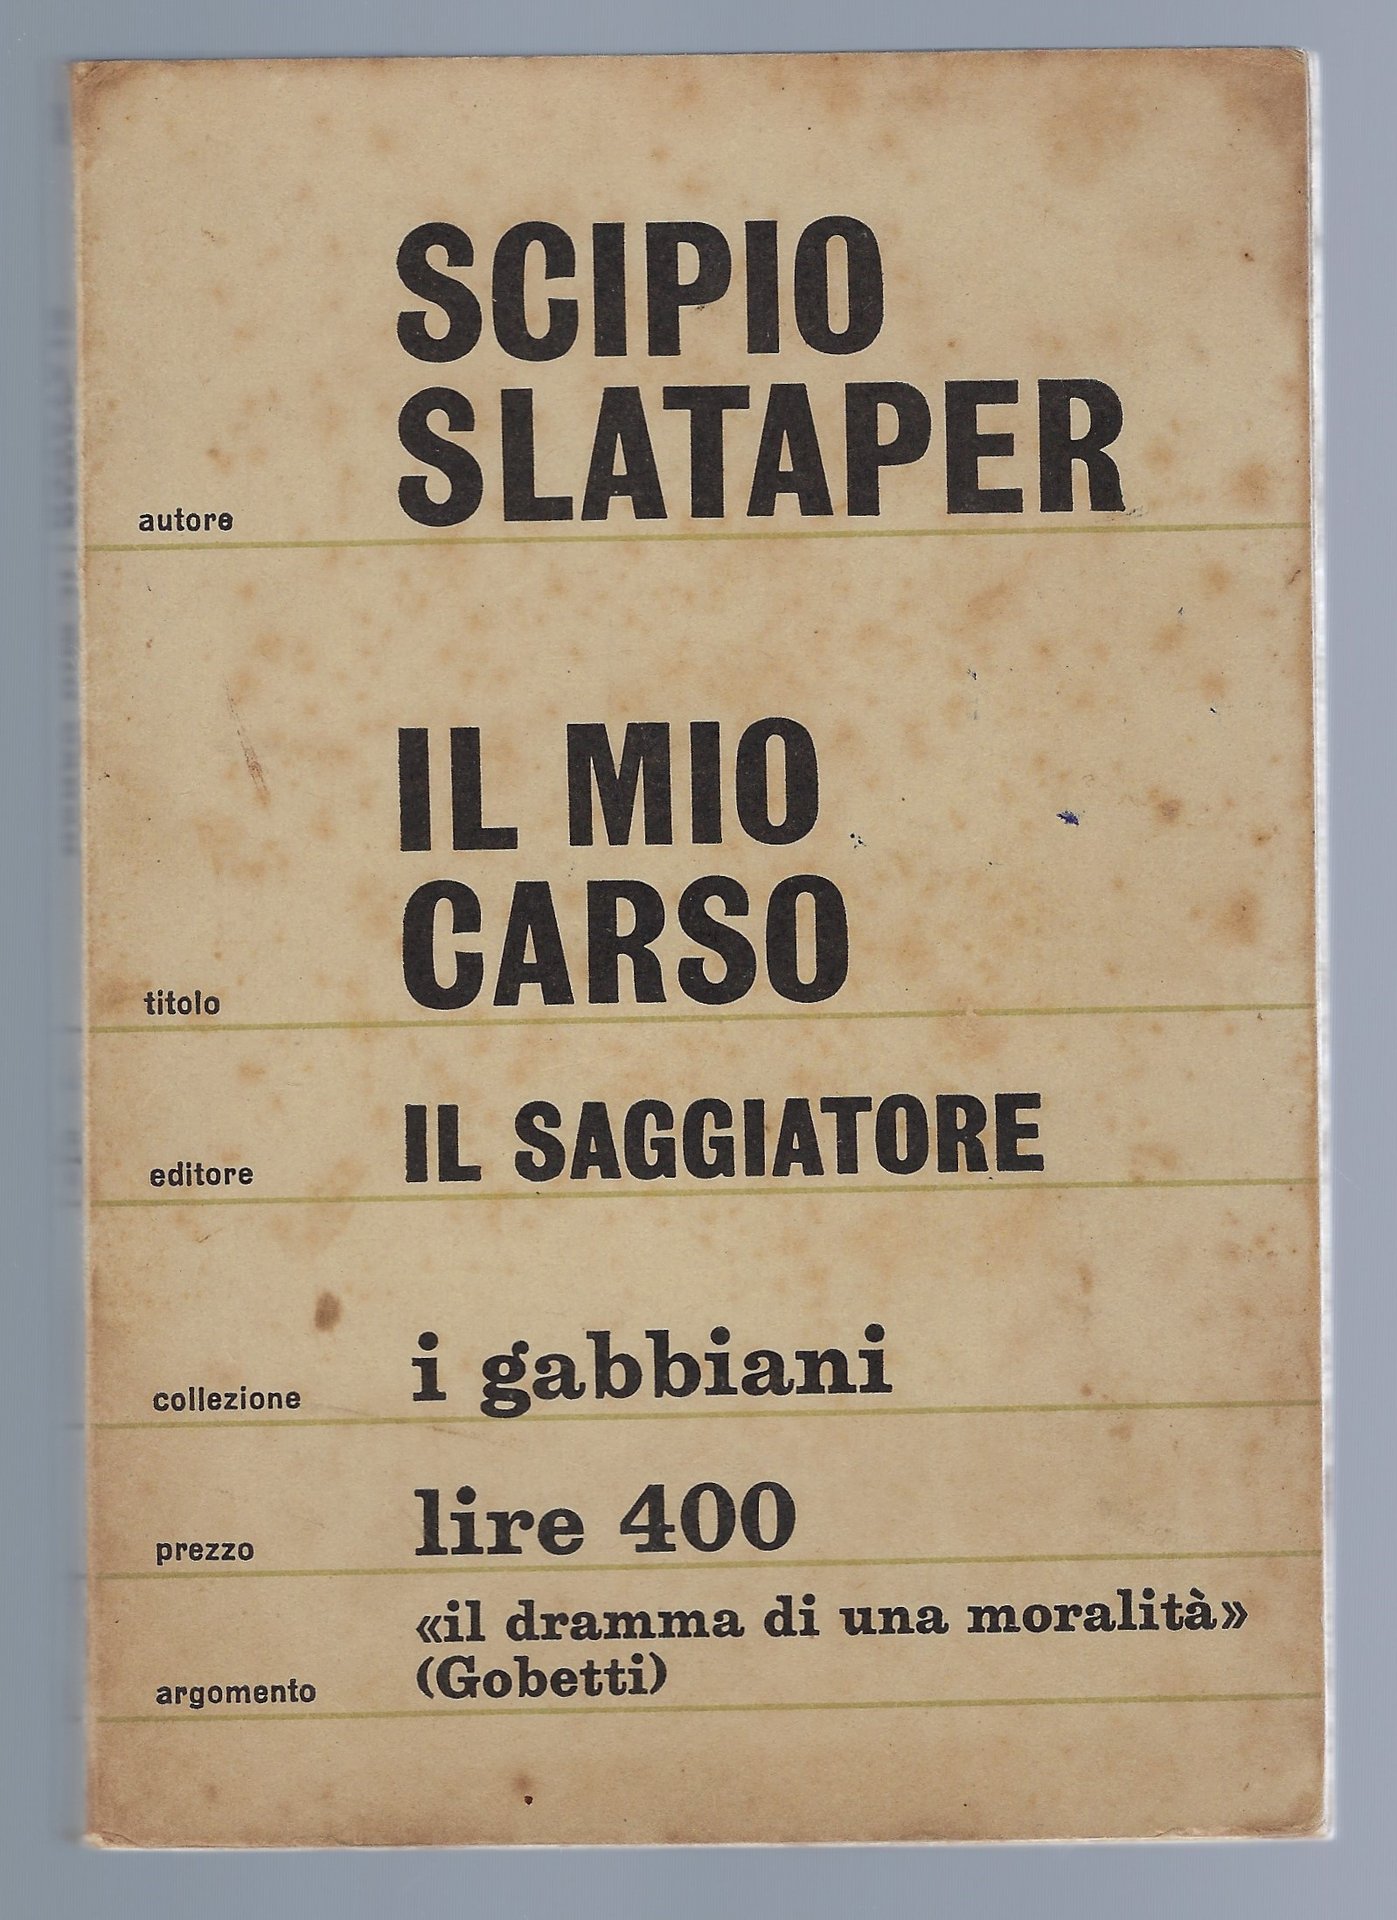 SCIPIO
SLATAPER
autore
IL MIO
CARSO
titolo
IL SAGGIATORE
editore
i gabbiani
collezione
lire 400
prezzo
«il dramma di una moralità»
(Gobetti)
argomento